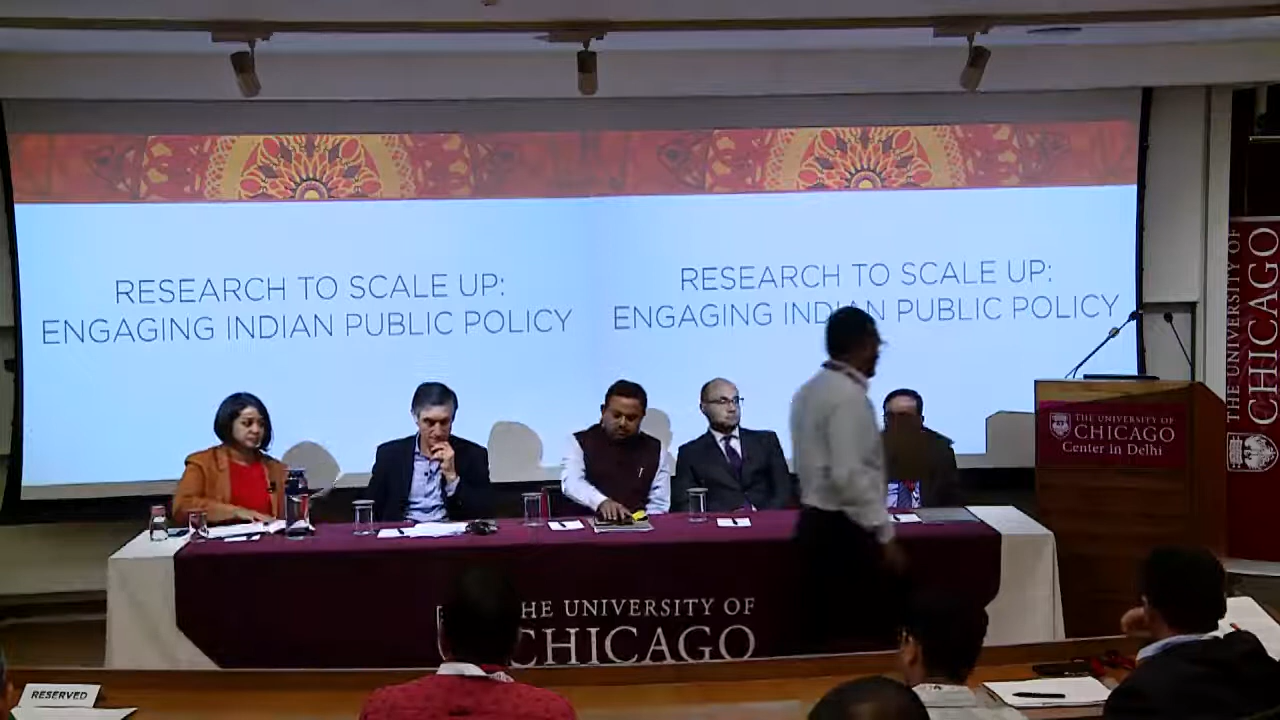 RESEARCH TO SCALE UP:
ENGAGING INDIAN PUBLIC POLICY
RESEARCH TO SCALE UP:
ENGAGING INDIAN PUBLIC POLICY
THE UNIVERSITY OF
CHICAGO
Center in Delhi
THE UNIVERSITY OF
CHICAGO
HE UNIVERSITY OF
CHICAGO
RESERVED